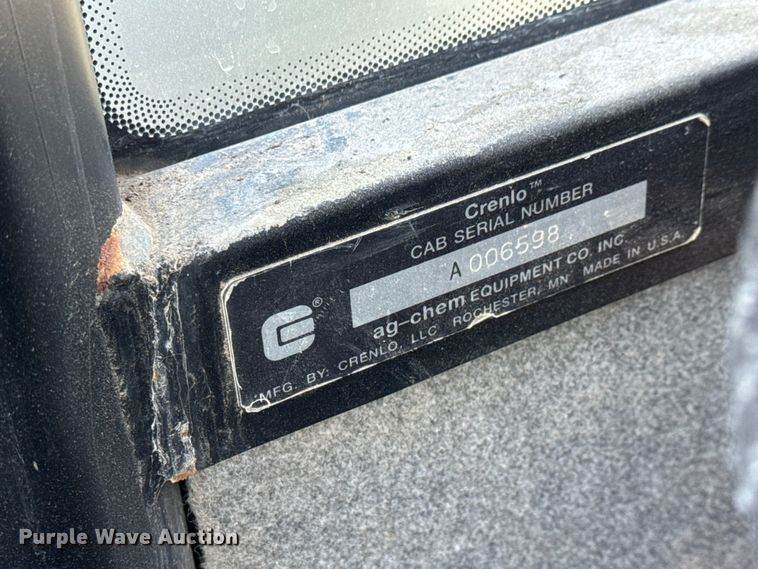 Crenlo™
CAB SERIAL NUMBER
A 006598
ag-chem EQUIPMENT CO. INC.
MFG. BY: CRENLO, LLC ROCHESTER, MN MADE IN U.S.A.
®
Purple Wave Auction